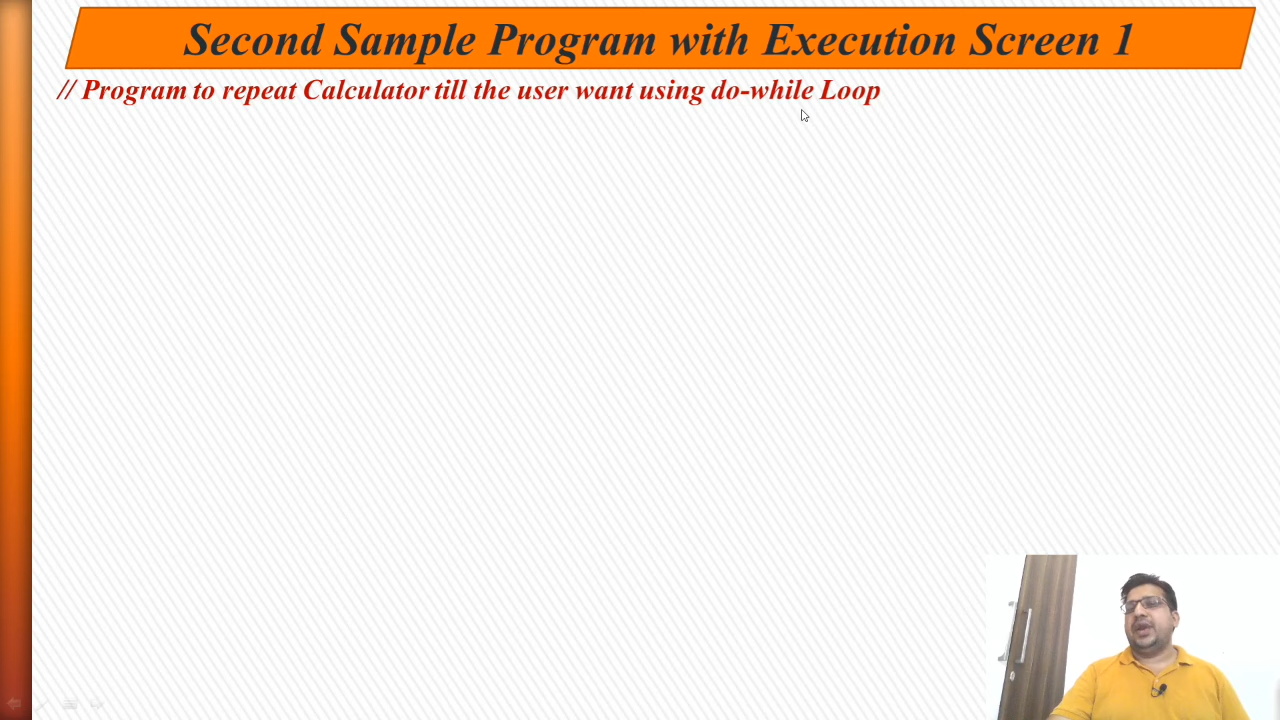 Second Sample Program with Execution Screen 1
// Program to repeat Calculator till the user want using do-while Loop